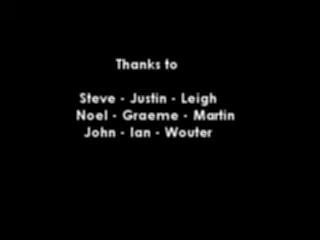 Thanks to
Steve - Justin - Leigh
Noel - Graeme - Martin
John - Ian - Wouter